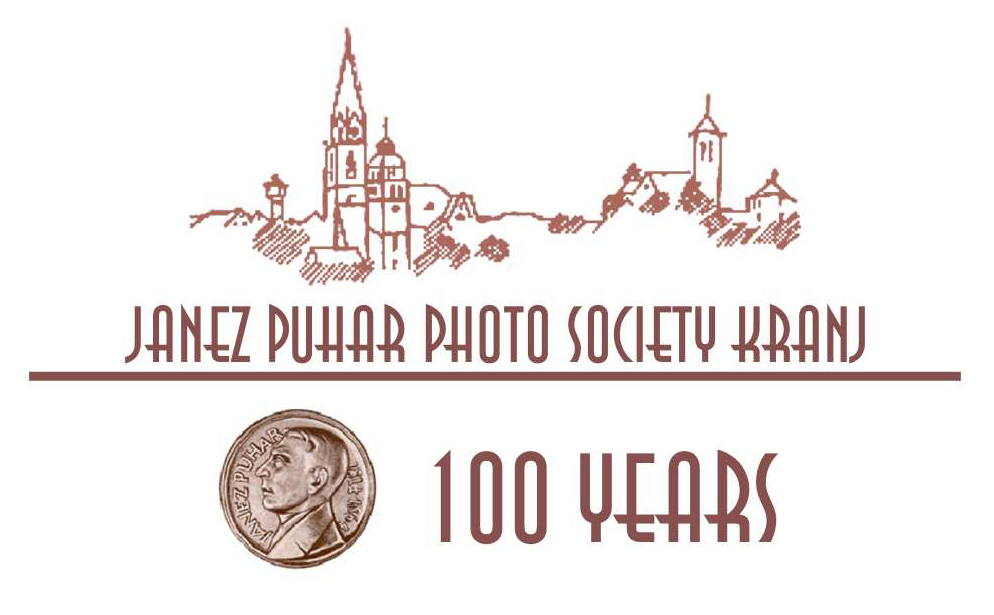 JANEZ PUHAR PHOTO SOCIETY KRANJ
JANEZ PUHAR
100 YEARS